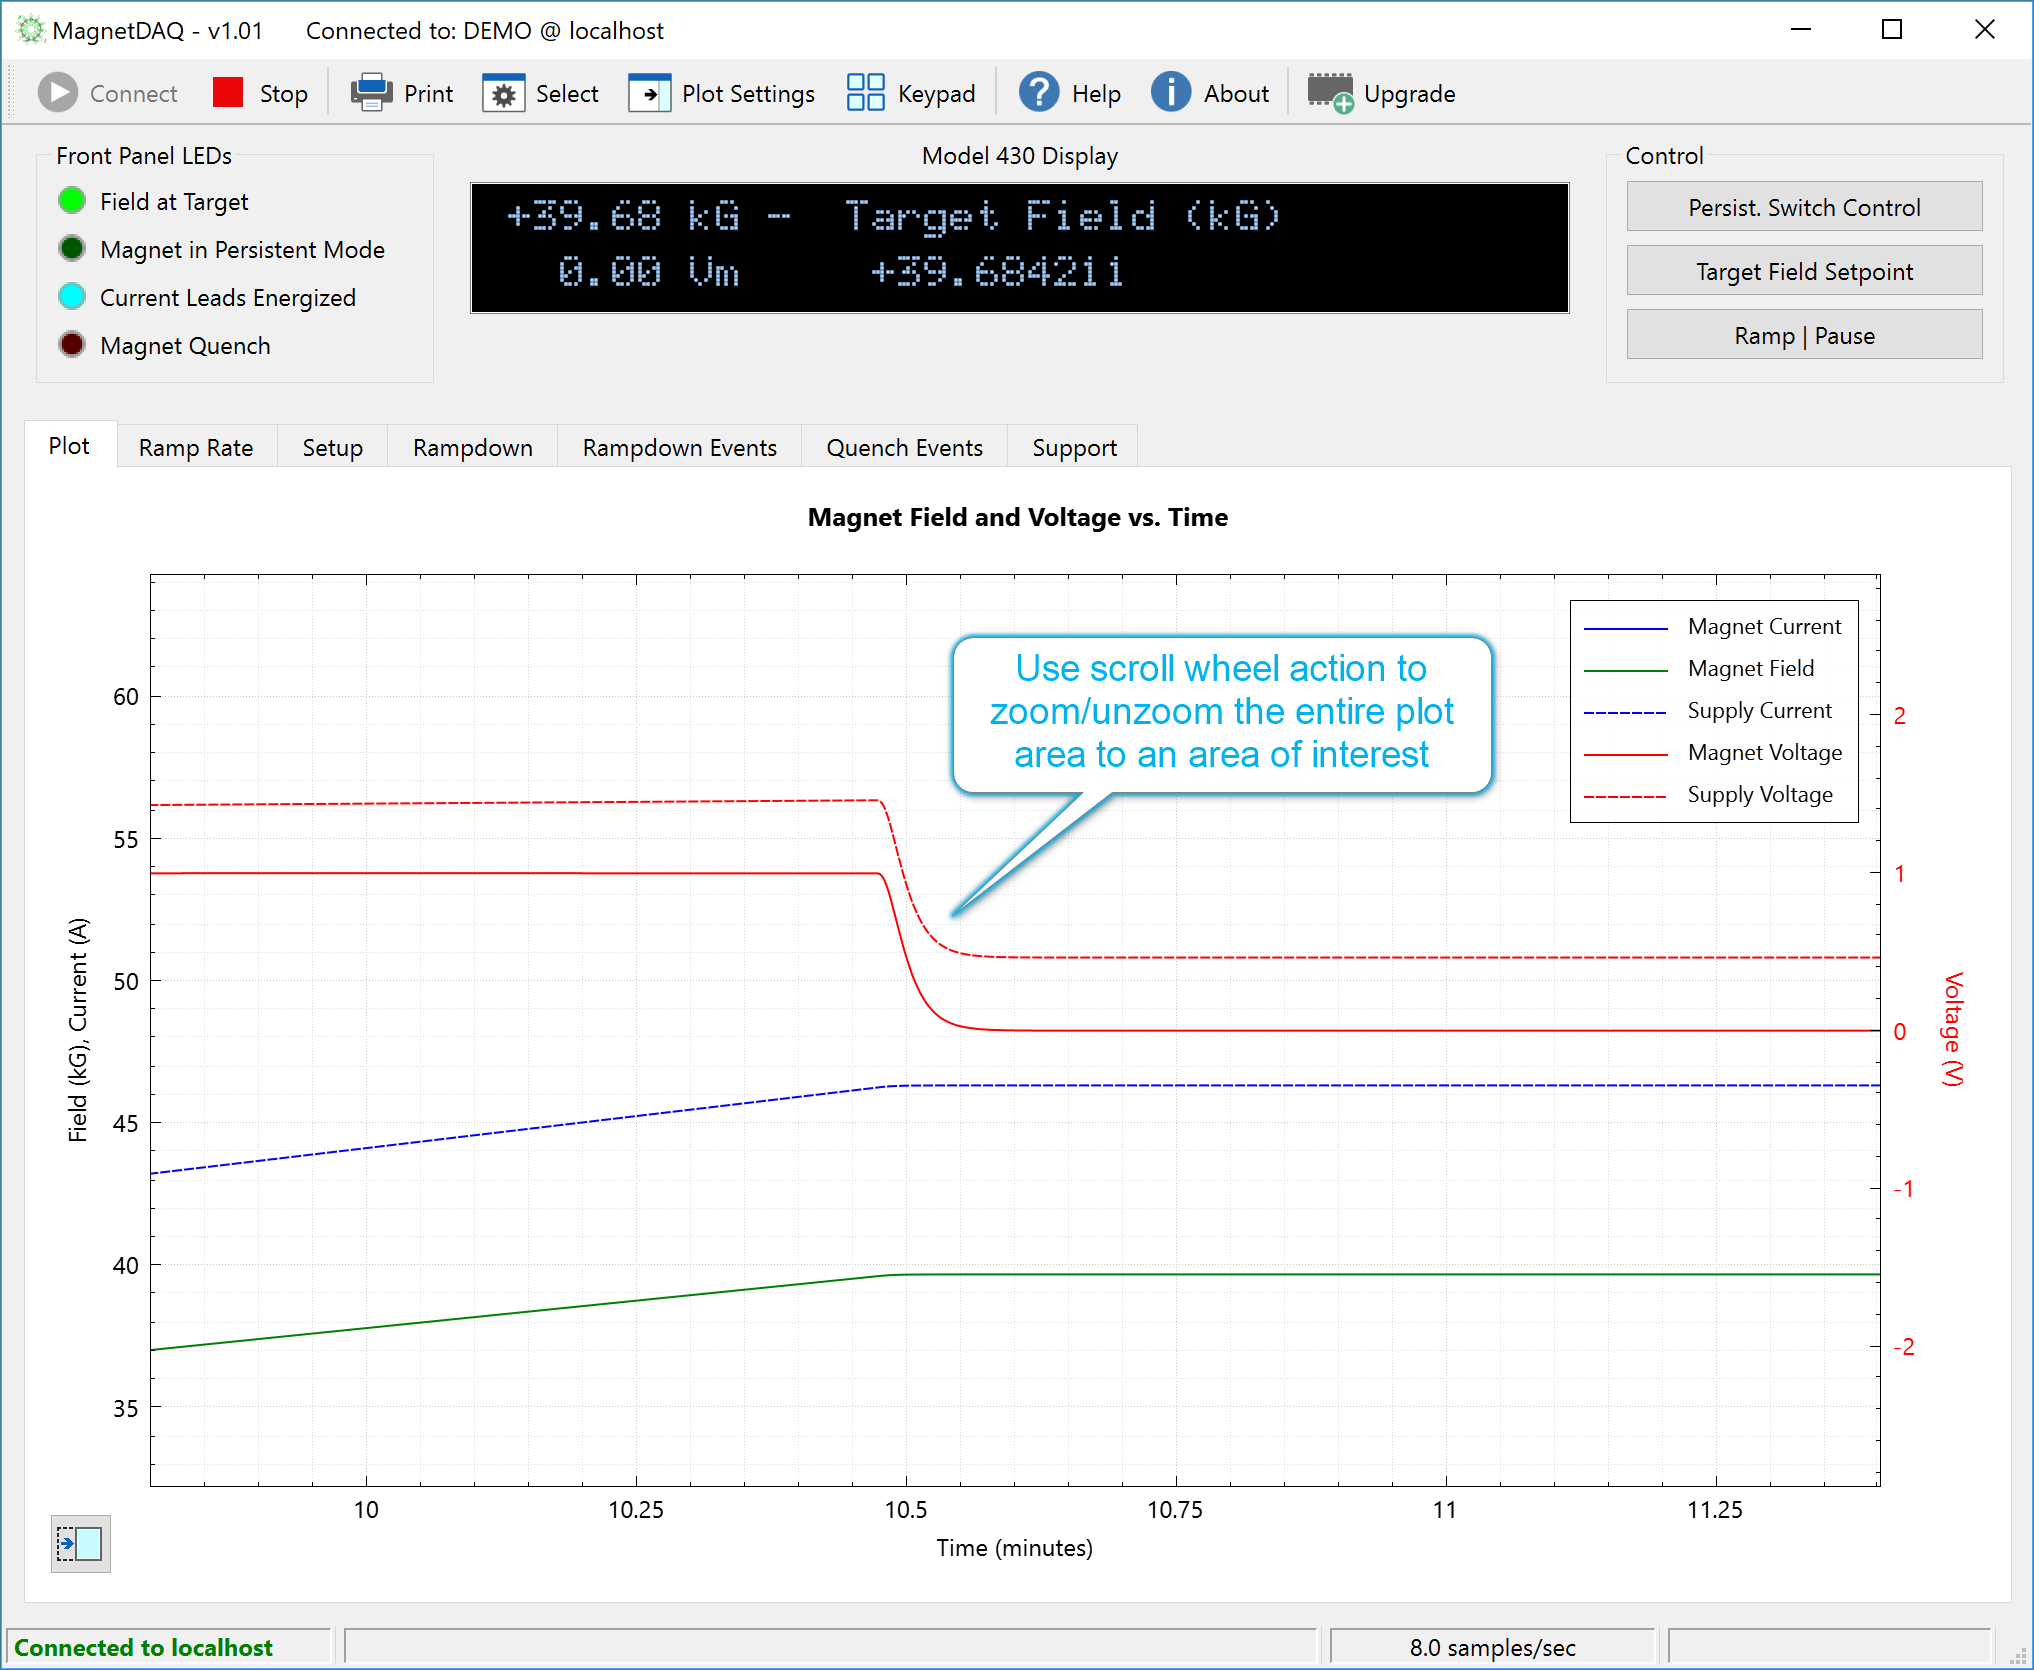 MagnetDAQ - v1.01 Connected to: DEMO @ localhost
Connect Stop Print Select Plot Settings Keypad Help About Upgrade
Front Panel LEDs
Field at Target
Magnet in Persistent Mode
Current Leads Energized
Magnet Quench
Model 430 Display
+39.68 kG - Target Field (kG)
0.00 Vm +39.684211
Control
Persist. Switch Control
Target Field Setpoint
Ramp | Pause
Plot Ramp Rate Setup Rampdown Rampdown Events Quench Events Support
Magnet Field and Voltage vs. Time
Use scroll wheel action to
zoom/unzoom the entire plot
area to an area of interest
Magnet Current
Magnet Field
Supply Current
Magnet Voltage
Supply Voltage
Field (kG), Current (A)
60
55
50
45
40
35
2
1
0
-1
-2
Voltage (V)
10 10.25 10.5 10.75 11 11.25
Time (minutes)
Connected to localhost
8.0 samples/sec